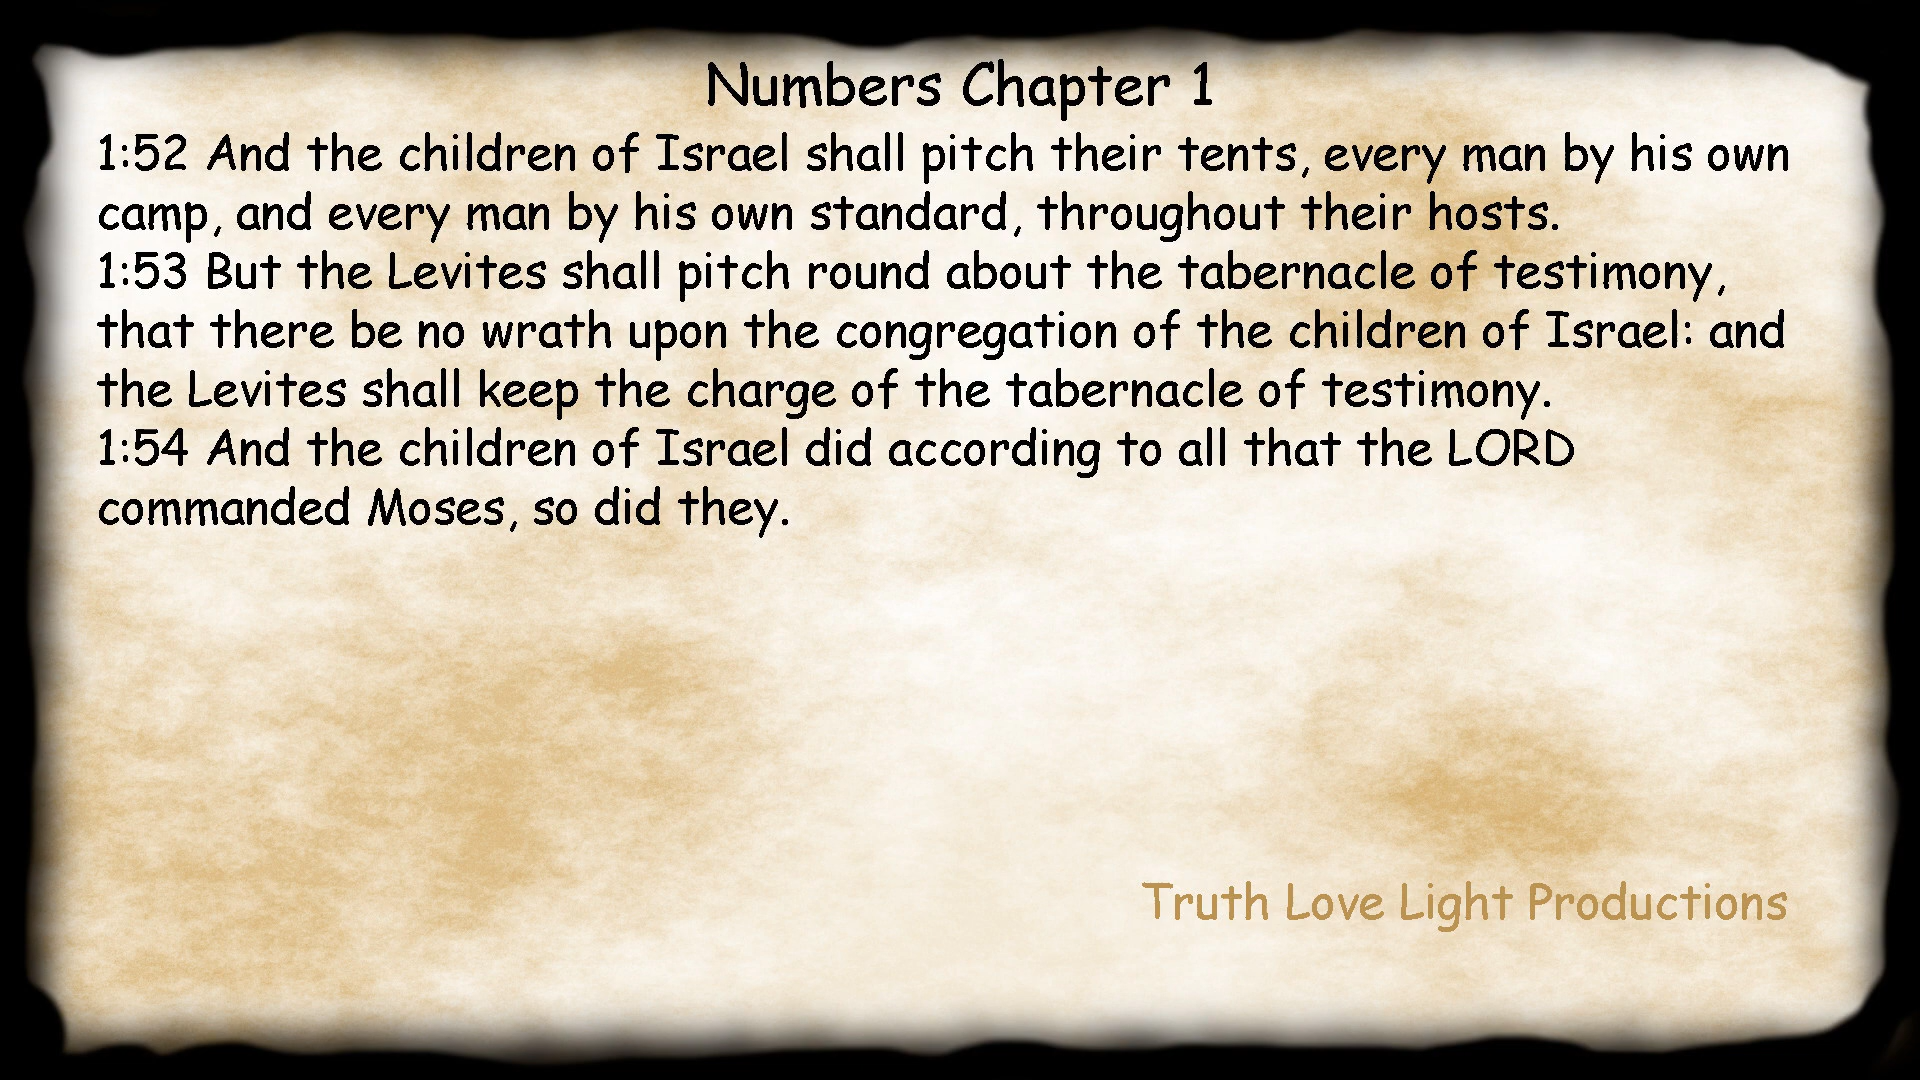 Numbers Chapter 1
1:52 And the children of Israel shall pitch their tents, every man by his own
camp, and every man by his own standard, throughout their hosts.
1:53 But the Levites shall pitch round about the tabernacle of testimony,
that there be no wrath upon the congregation of the children of Israel: and
the Levites shall keep the charge of the tabernacle of testimony.
1:54 And the children of Israel did according to all that the LORD
commanded Moses, so did they.
Truth Love Light Productions